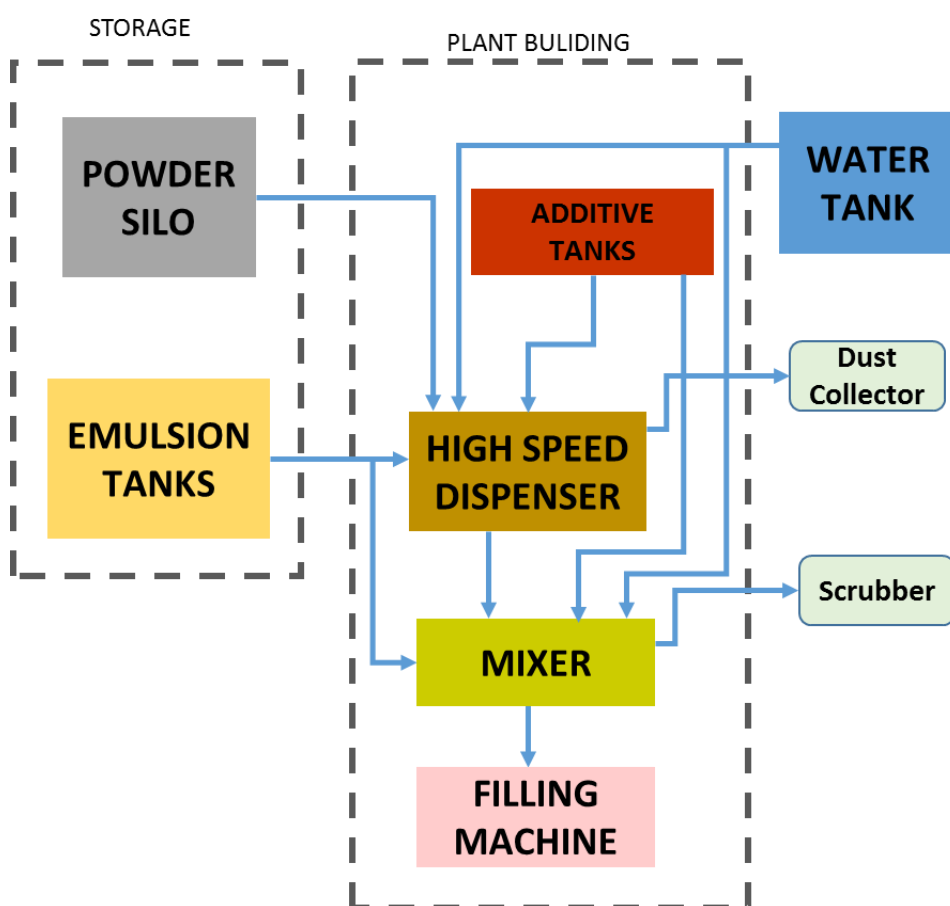 STORAGE
PLANT BULIDING
POWDER
SILO
WATER
TANK
ADDITIVE
TANKS
Dust
Collector
EMULSION
TANKS
HIGH SPEED
DISPENSER
Scrubber
MIXER
FILLING
MACHINE